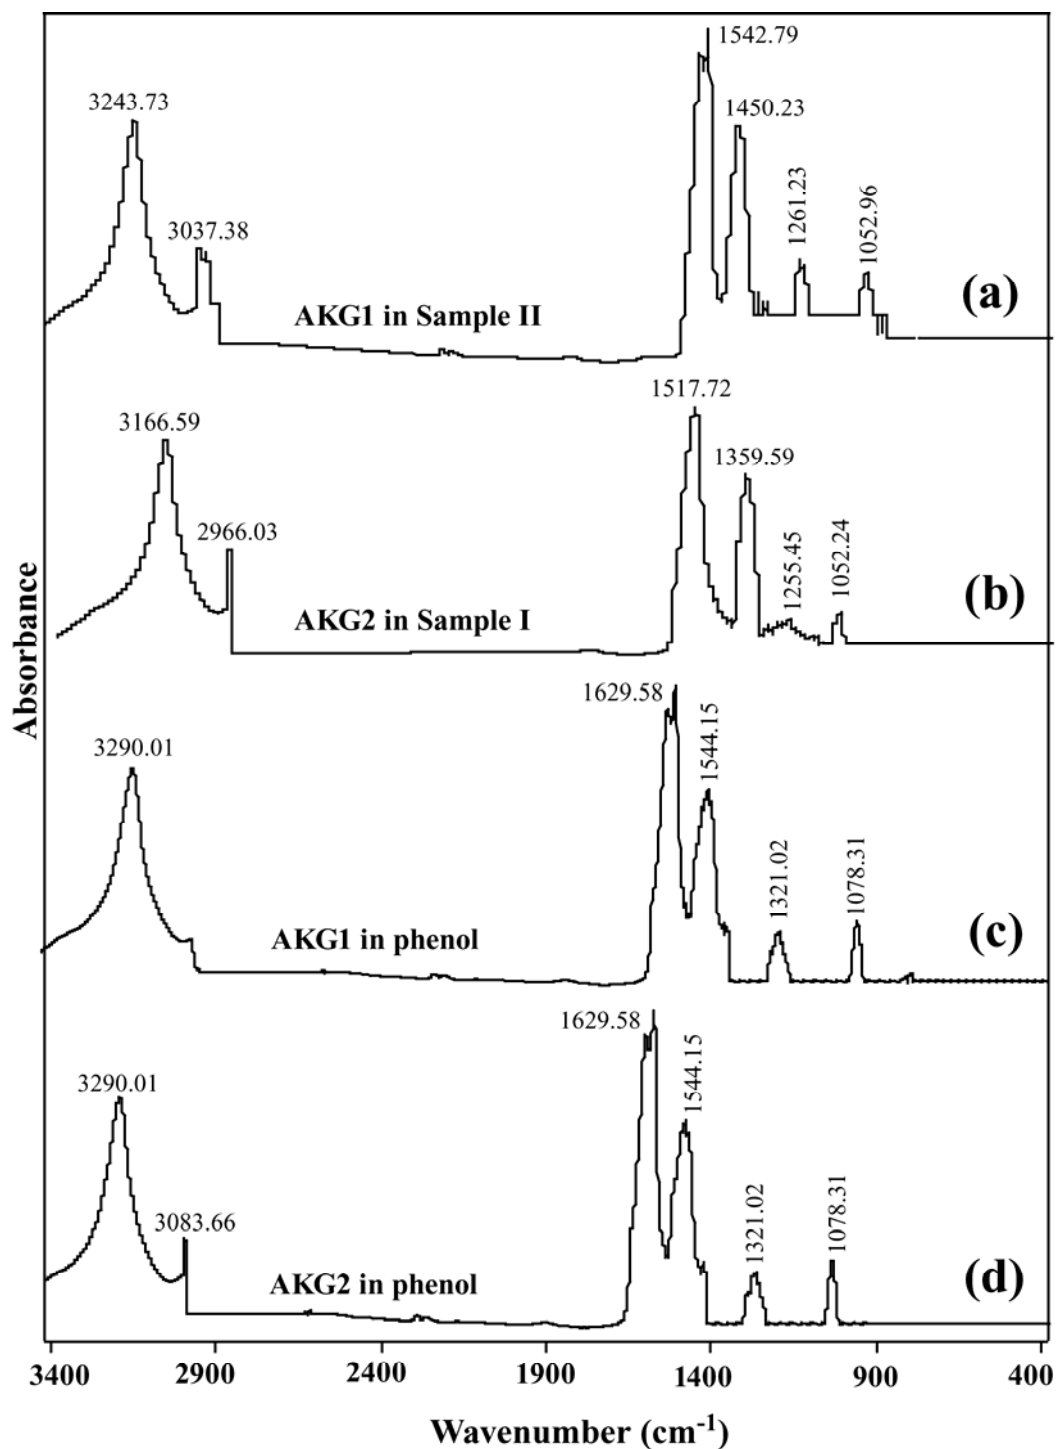 1542.79
3243.73
1450.23
1261.23
1052.96
3037.38
(a)
AKG1 in Sample II
1517.72
3166.59
1359.59
2966.03
1255.45
1052.24
(b)
AKG2 in Sample I
Absorbance
1629.58
1544.15
3290.01
1321.02
1078.31
(c)
AKG1 in phenol
1629.58
1544.15
3290.01
3083.66
1321.02
1078.31
(d)
AKG2 in phenol
3400 2900 2400 1900 1400 900 400
Wavenumber (cm⁻¹)